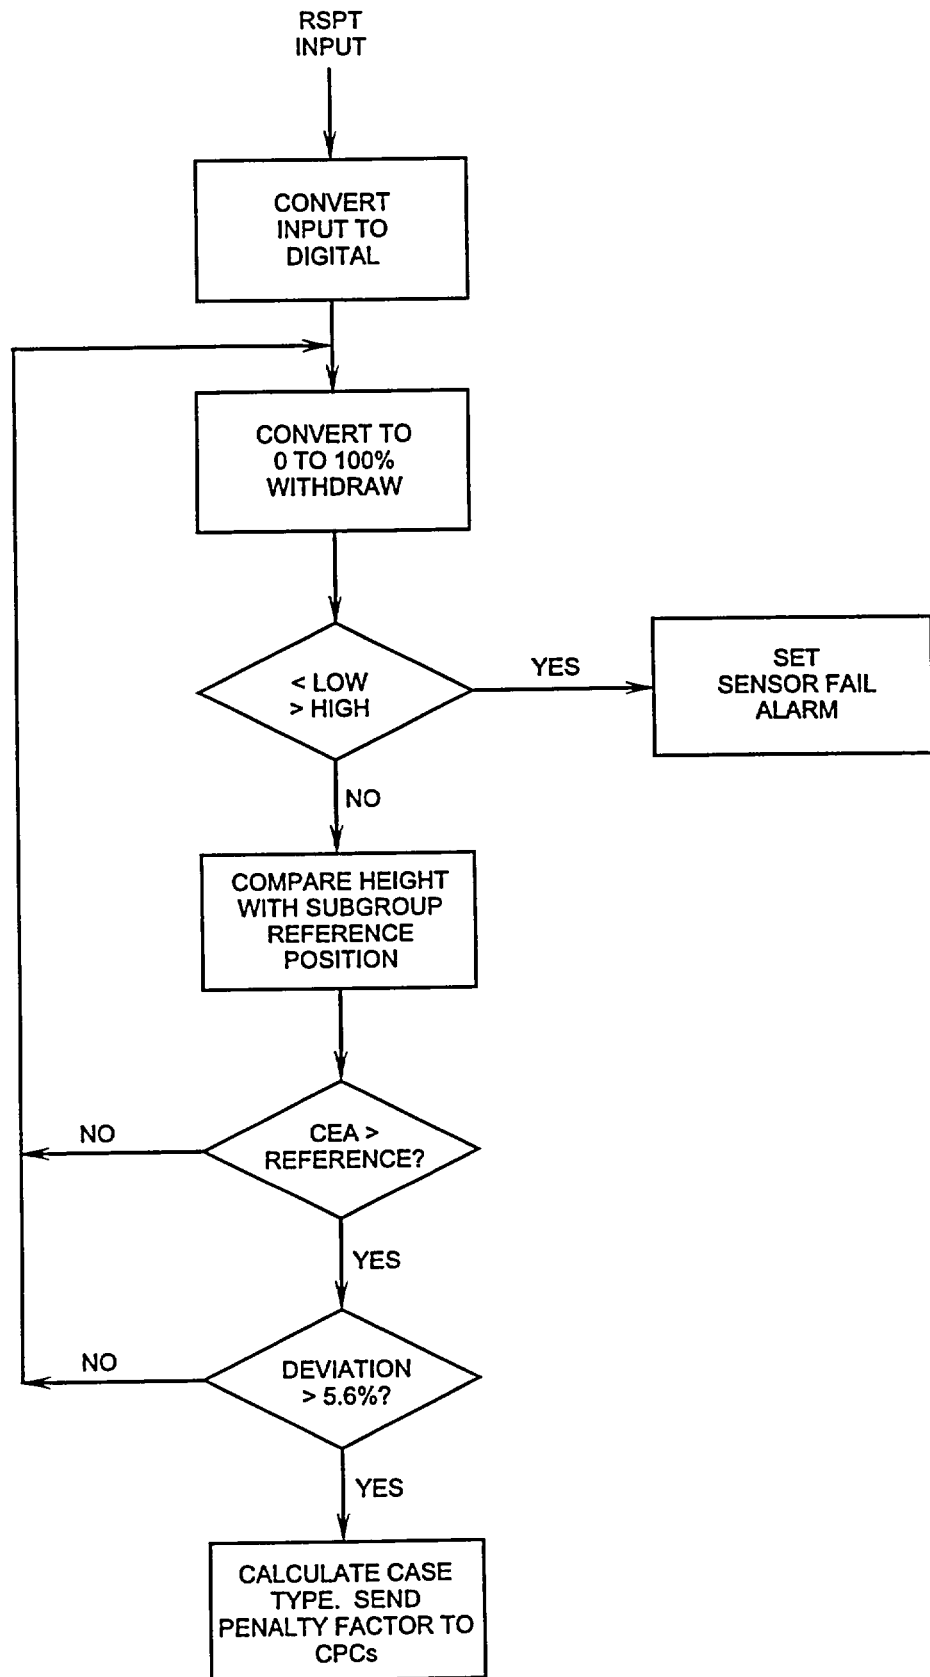 RSPT
INPUT
CONVERT
INPUT TO
DIGITAL
CONVERT TO
0 TO 100%
WITHDRAW
< LOW
> HIGH
YES
SET
SENSOR FAIL
ALARM
NO
COMPARE HEIGHT
WITH SUBGROUP
REFERENCE
POSITION
NO
CEA >
REFERENCE?
YES
NO
DEVIATION
> 5.6%?
YES
CALCULATE CASE
TYPE. SEND
PENALTY FACTOR TO
CPCs